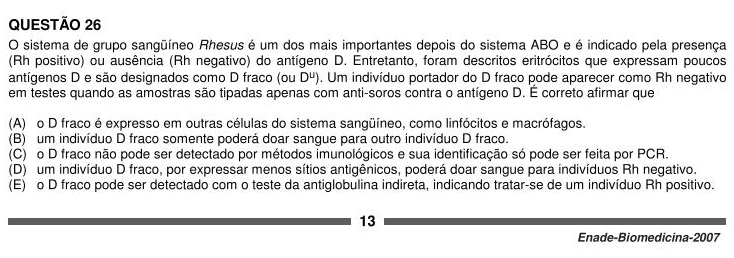 QUESTÃO 26
O sistema de grupo sangüíneo Rhesus é um dos mais importantes depois do sistema ABO e é indicado pela presença
(Rh positivo) ou ausência (Rh negativo) do antígeno D. Entretanto, foram descritos eritrócitos que expressam poucos
antígenos D e são designados como D fraco (ou Dᵘ). Um indivíduo portador do D fraco pode aparecer como Rh negativo
em testes quando as amostras são tipadas apenas com anti-soros contra o antígeno D. É correto afirmar que
(A) o D fraco é expresso em outras células do sistema sangüíneo, como linfócitos e macrófagos.
(B) um indivíduo D fraco somente poderá doar sangue para outro indivíduo D fraco.
(C) o D fraco não pode ser detectado por métodos imunológicos e sua identificação só pode ser feita por PCR.
(D) um indivíduo D fraco, por expressar menos sítios antigênicos, poderá doar sangue para indivíduos Rh negativo.
(E) o D fraco pode ser detectado com o teste da antiglobulina indireta, indicando tratar-se de um indivíduo Rh positivo.
13
Enade-Biomedicina-2007